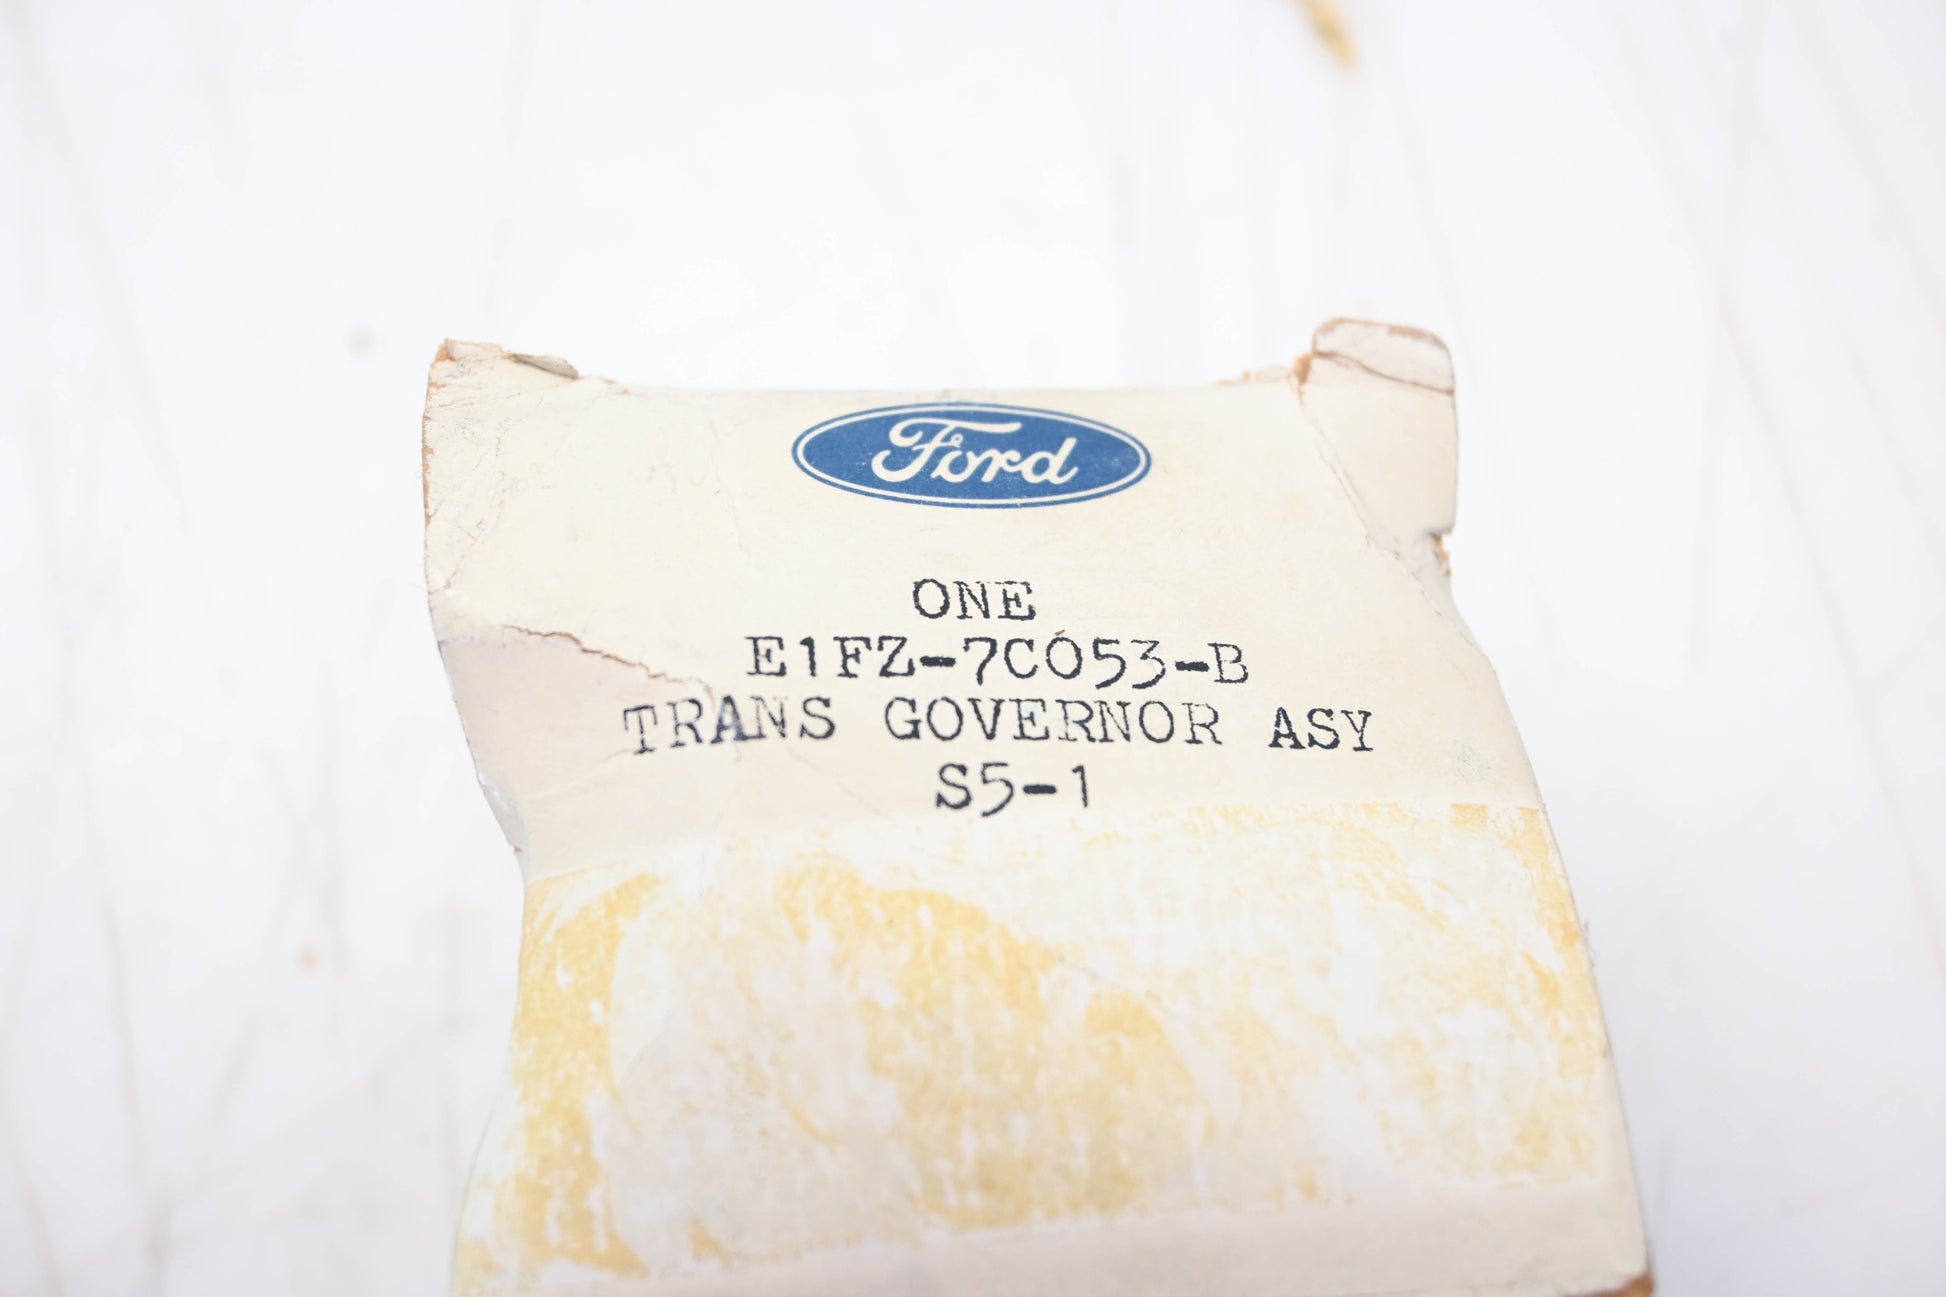 Ford
ONE
E1FZ-7C053-B
TRANS GOVERNOR ASY
S5-1